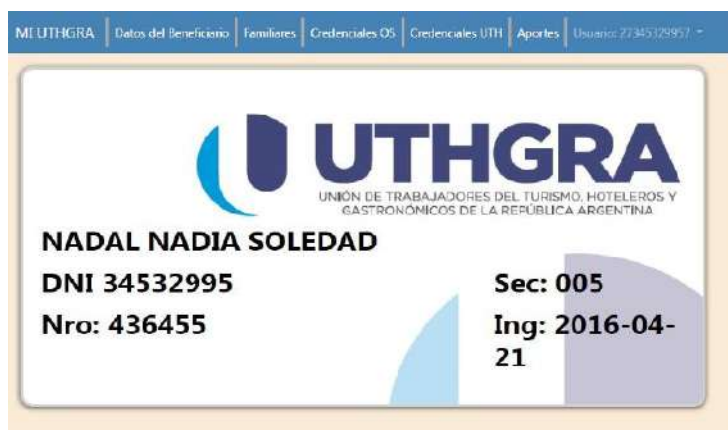 MI UTHGRA Datos del Beneficiario Familiares Credenciales OS Credenciales UTH Aportes Usuario: 27345329957
UTHGRA
UNIÓN DE TRABAJADORES DEL TURISMO, HOTELEROS Y
GASTRONÓMICOS DE LA REPÚBLICA ARGENTINA
NADAL NADIA SOLEDAD
DNI 34532995 Sec: 005
Nro: 436455 Ing: 2016-04-
21